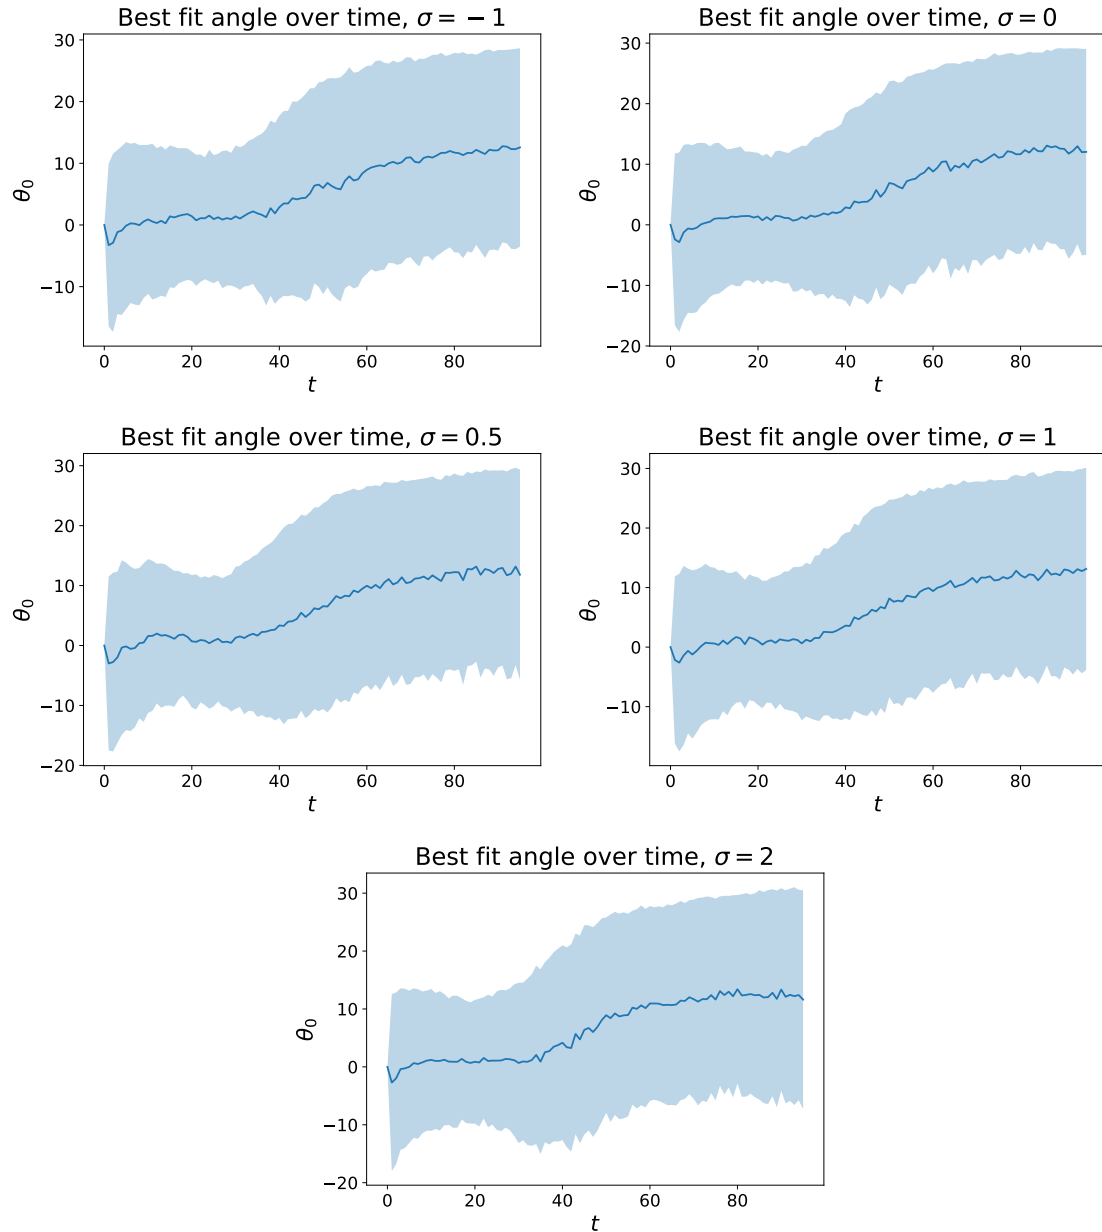 Best fit angle over time, σ = −1
30
20
10
0
−10
θ₀
0 20 40 60 80
t
Best fit angle over time, σ = 0
30
20
10
0
−10
−20
θ₀
0 20 40 60 80
t
Best fit angle over time, σ = 0.5
30
20
10
0
−10
−20
θ₀
0 20 40 60 80
t
Best fit angle over time, σ = 1
30
20
10
0
−10
θ₀
0 20 40 60 80
t
Best fit angle over time, σ = 2
30
20
10
0
−10
−20
θ₀
0 20 40 60 80
t